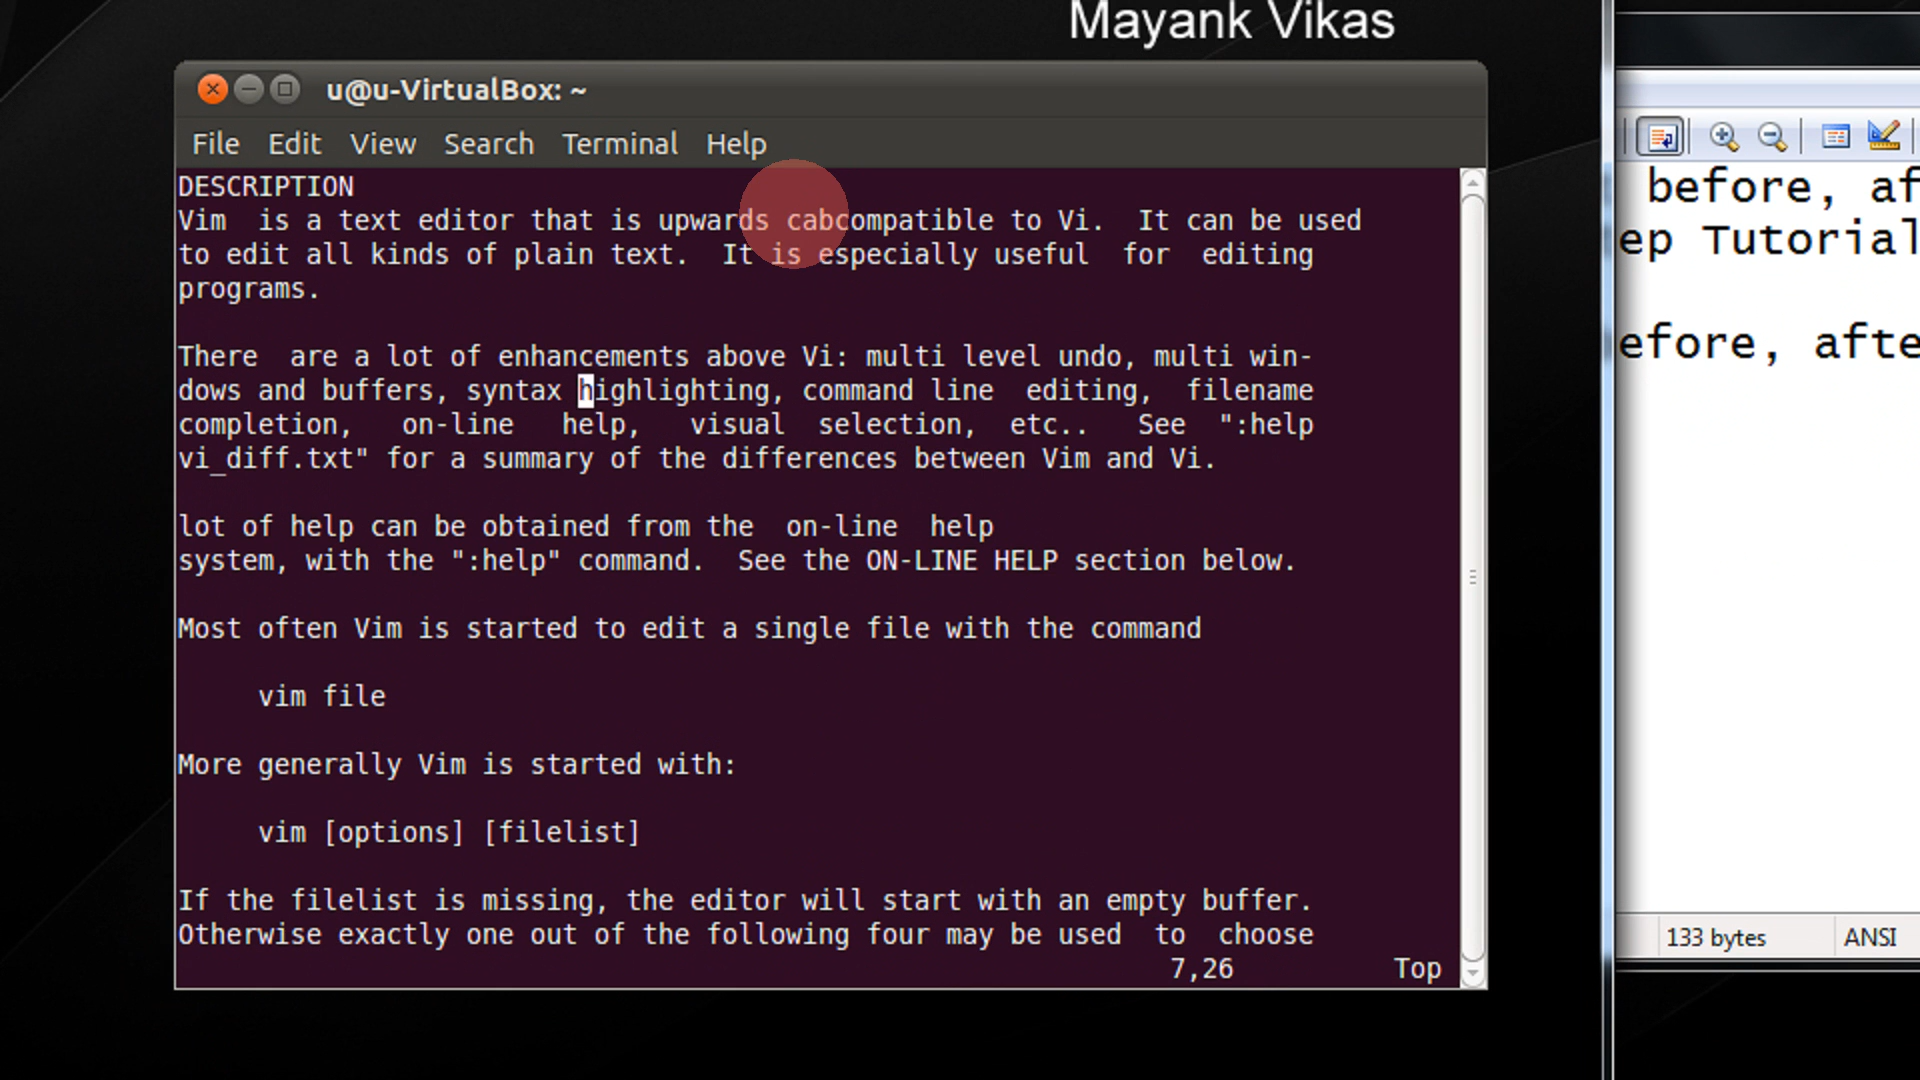 Mayank Vikas
u@u-VirtualBox: ~
File Edit View Search Terminal Help
DESCRIPTION
Vim  is a text editor that is upwards cabcompatible to Vi.  It can be used
to edit all kinds of plain text.  It is especially useful  for  editing
programs.
There  are a lot of enhancements above Vi: multi level undo, multi win-
dows and buffers, syntax highlighting, command line  editing,  filename
completion,   on-line   help,   visual  selection,  etc..   See  ":help
vi_diff.txt" for a summary of the differences between Vim and Vi.
lot of help can be obtained from the  on-line  help
system, with the ":help" command.  See the ON-LINE HELP section below.
Most often Vim is started to edit a single file with the command
vim file
More generally Vim is started with:
vim [options] [filelist]
If the filelist is missing, the editor will start with an empty buffer.
Otherwise exactly one out of the following four may be used  to  choose
7,26 Top
before, af
ep Tutorial
efore, afte
133 bytes ANSI